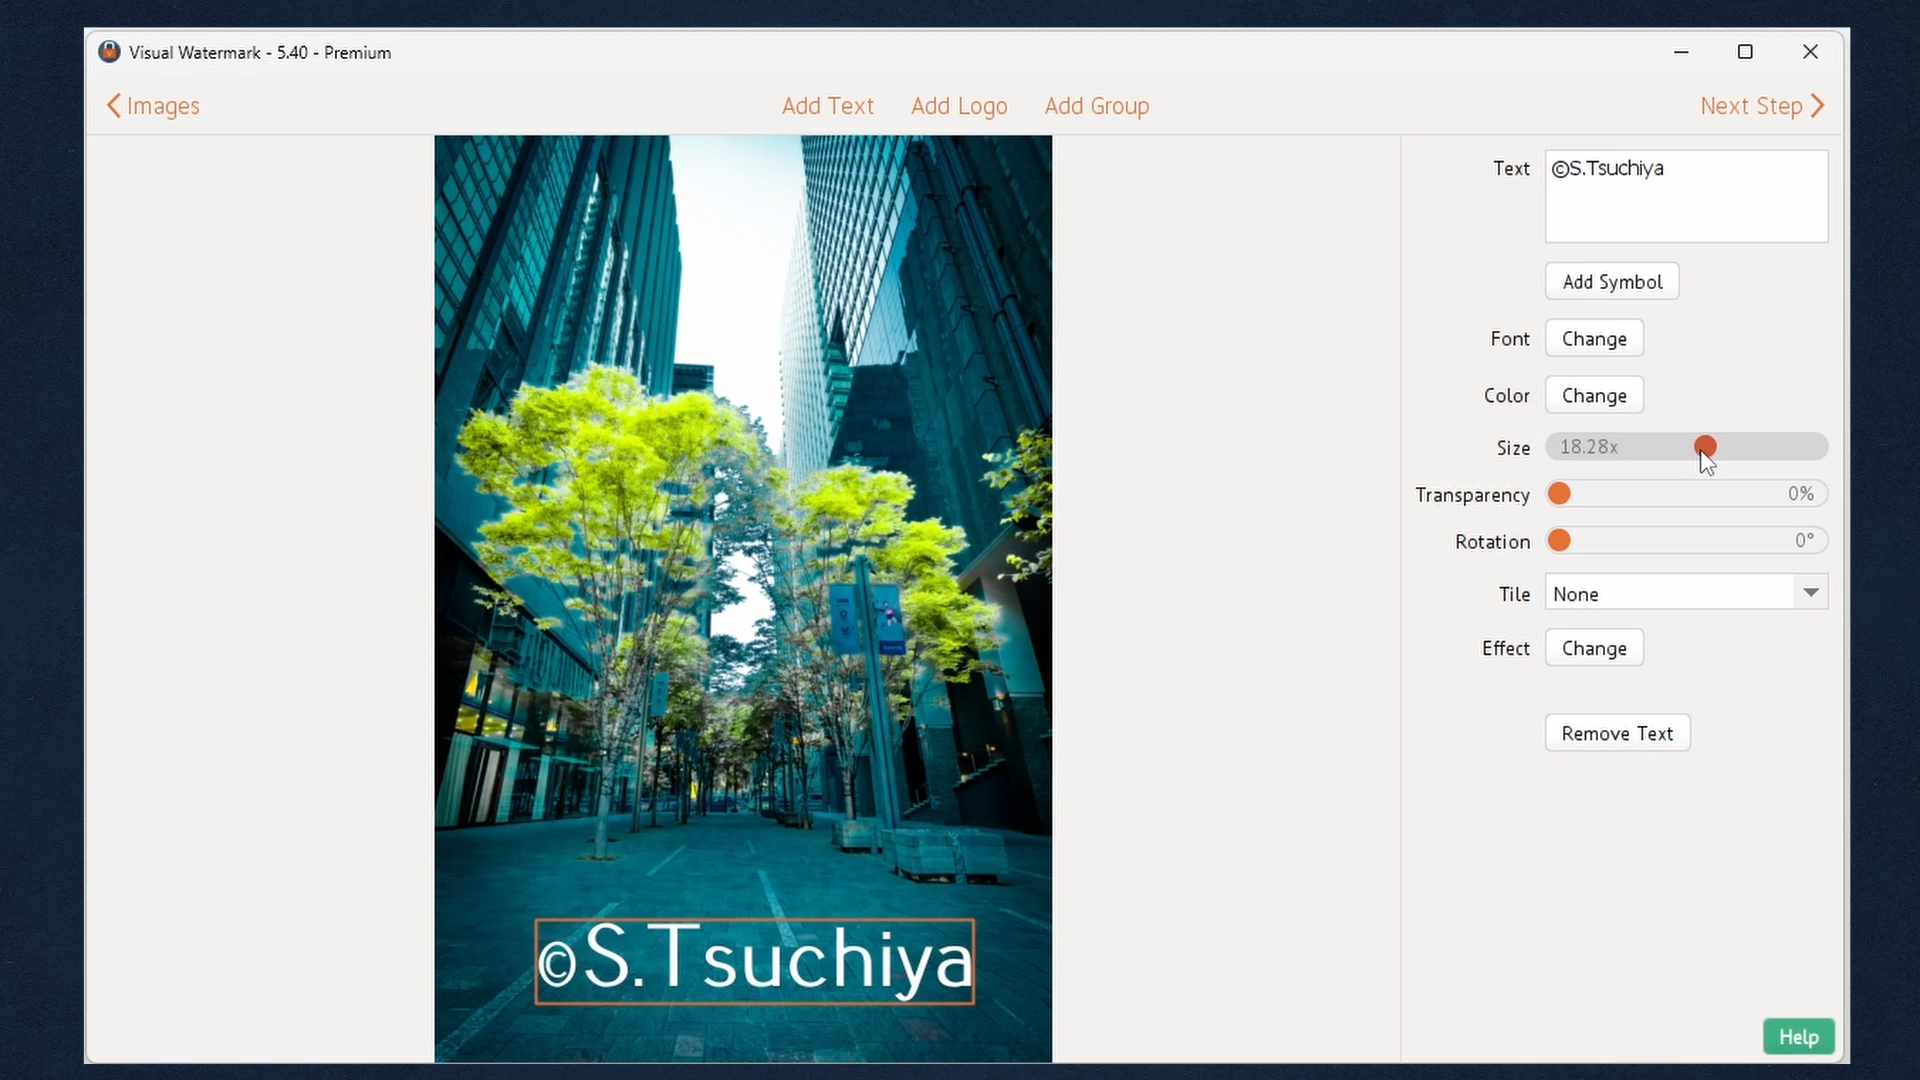 Visual Watermark - 5.40 - Premium
Images
Add Text
Add Logo
Add Group
Next Step
Text
©S.Tsuchiya
Add Symbol
Font
Change
Color
Change
Size
18.28x
Transparency
0%
Rotation
0°
Tile
None
Effect
Change
Remove Text
©S.Tsuchiya
Help